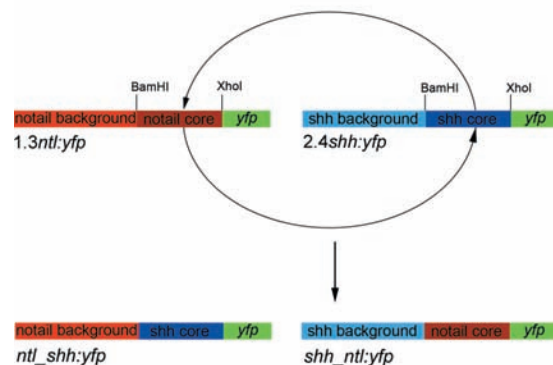 BamHI XhoI BamHI XhoI
notail background notail core yfp shh background shh core yfp
1.3ntl:yfp 2.4shh:yfp
notail background shh core yfp shh background notail core yfp
ntl_shh:yfp shh_ntl:yfp